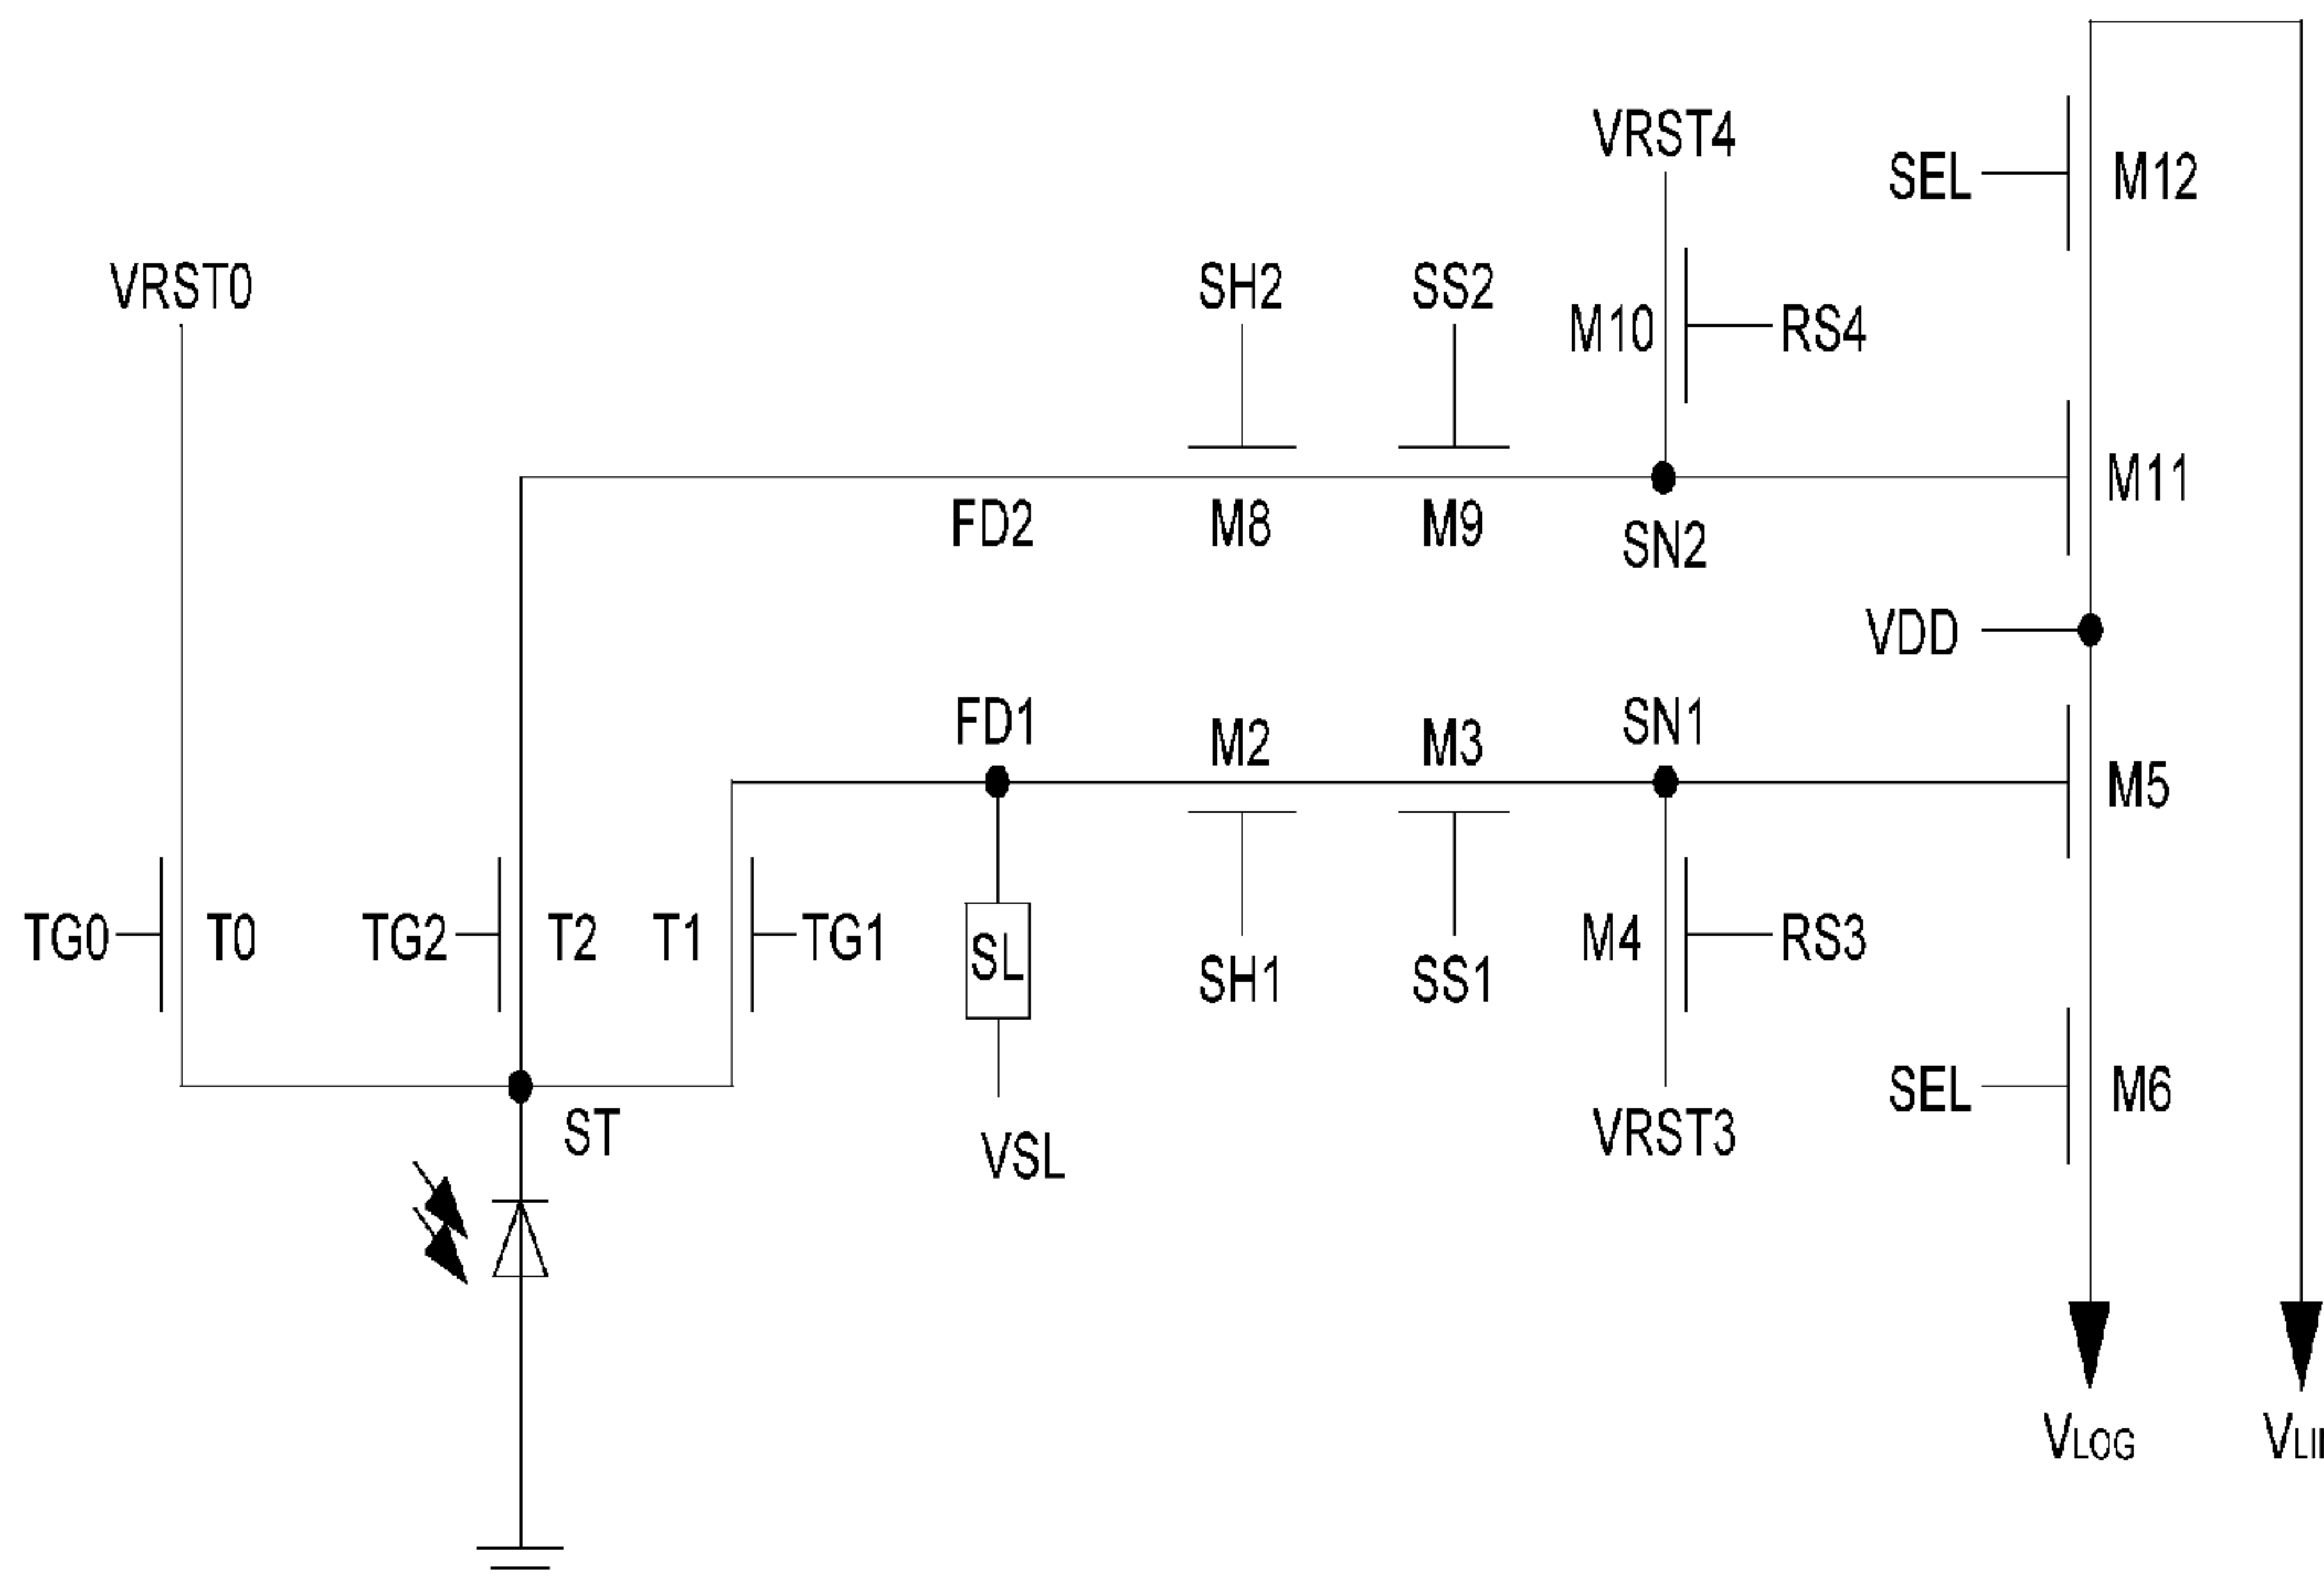 VRST4
SEL
M12
VRST0
SH2
SS2
M10
RS4
FD2
M8
M9
SN2
M11
VDD
FD1
M2
M3
SN1
M5
TG0
T0
TG2
T2
T1
TG1
SL
SH1
SS1
M4
RS3
ST
VSL
VRST3
SEL
M6
VLOG